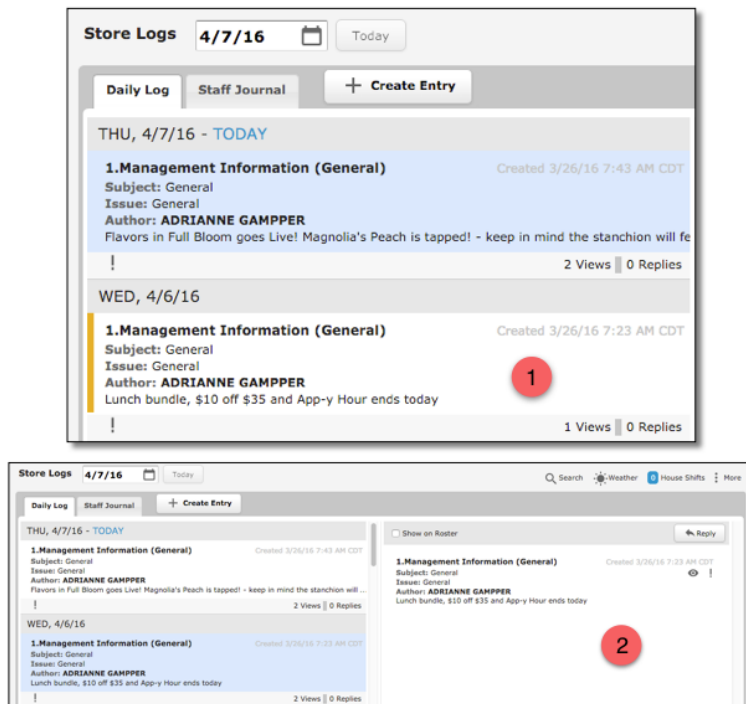 Store Logs 4/7/16 Today
Daily Log Staff Journal + Create Entry
THU, 4/7/16 - TODAY
1.Management Information (General) Created 3/26/16 7:43 AM CDT
Subject: General
Issue: General
Author: ADRIANNE GAMPPER
Flavors in Full Bloom goes Live! Magnolia's Peach is tapped! - keep in mind the stanchion will fe
! 2 Views 0 Replies
WED, 4/6/16
1.Management Information (General) Created 3/26/16 7:23 AM CDT
Subject: General
Issue: General
Author: ADRIANNE GAMPPER
Lunch bundle, $10 off $35 and App-y Hour ends today
1
! 1 Views 0 Replies
Store Logs 4/7/16 Today Search Weather 0 House Shifts More
Daily Log Staff Journal + Create Entry
THU, 4/7/16 - TODAY
1.Management Information (General) Created 3/26/16 7:43 AM CDT
Subject: General
Issue: General
Author: ADRIANNE GAMPPER
Flavors in Full Bloom goes Live! Magnolia's Peach is tapped! - keep in mind the stanchion will ...
! 2 Views 0 Replies
WED, 4/6/16
1.Management Information (General) Created 3/26/16 7:23 AM CDT
Subject: General
Issue: General
Author: ADRIANNE GAMPPER
Lunch bundle, $10 off $35 and App-y Hour ends today
! 2 Views 0 Replies
Show on Roster Reply
1.Management Information (General) Created 3/26/16 7:23 AM CDT
Subject: General !
Issue: General
Author: ADRIANNE GAMPPER
Lunch bundle, $10 off $35 and App-y Hour ends today
2